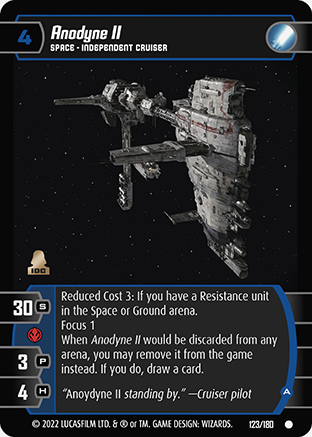 4
Anodyne II
SPACE • INDEPENDENT CRUISER
IDC
30 S
3 P
4 H
Reduced Cost 3: If you have a Resistance unit
in the Space or Ground arena.
Focus 1
When Anodyne II would be discarded from any
arena, you may remove it from the game
instead. If you do, draw a card.
“Anoydyne II standing by.” —Cruiser pilot
A
© 2022 LUCASFILM LTD. & ® OR TM. GAME DESIGN: WIZARDS.
123/180